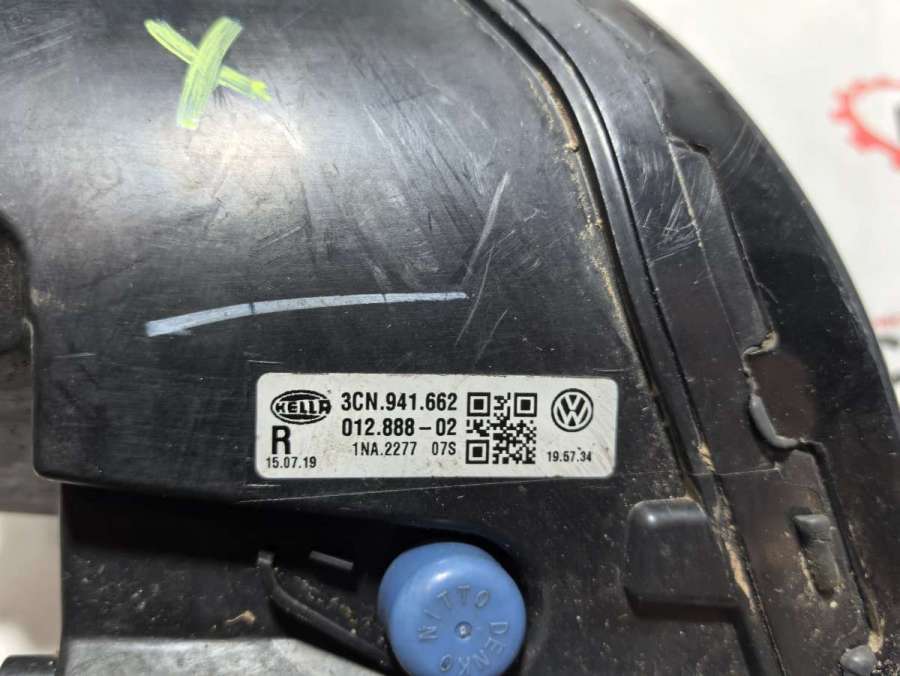 HELLA
3CN.941.662
012.888-02
R
1NA.2277 07S
15.07.19
19.57.34
NITTO
DENKO